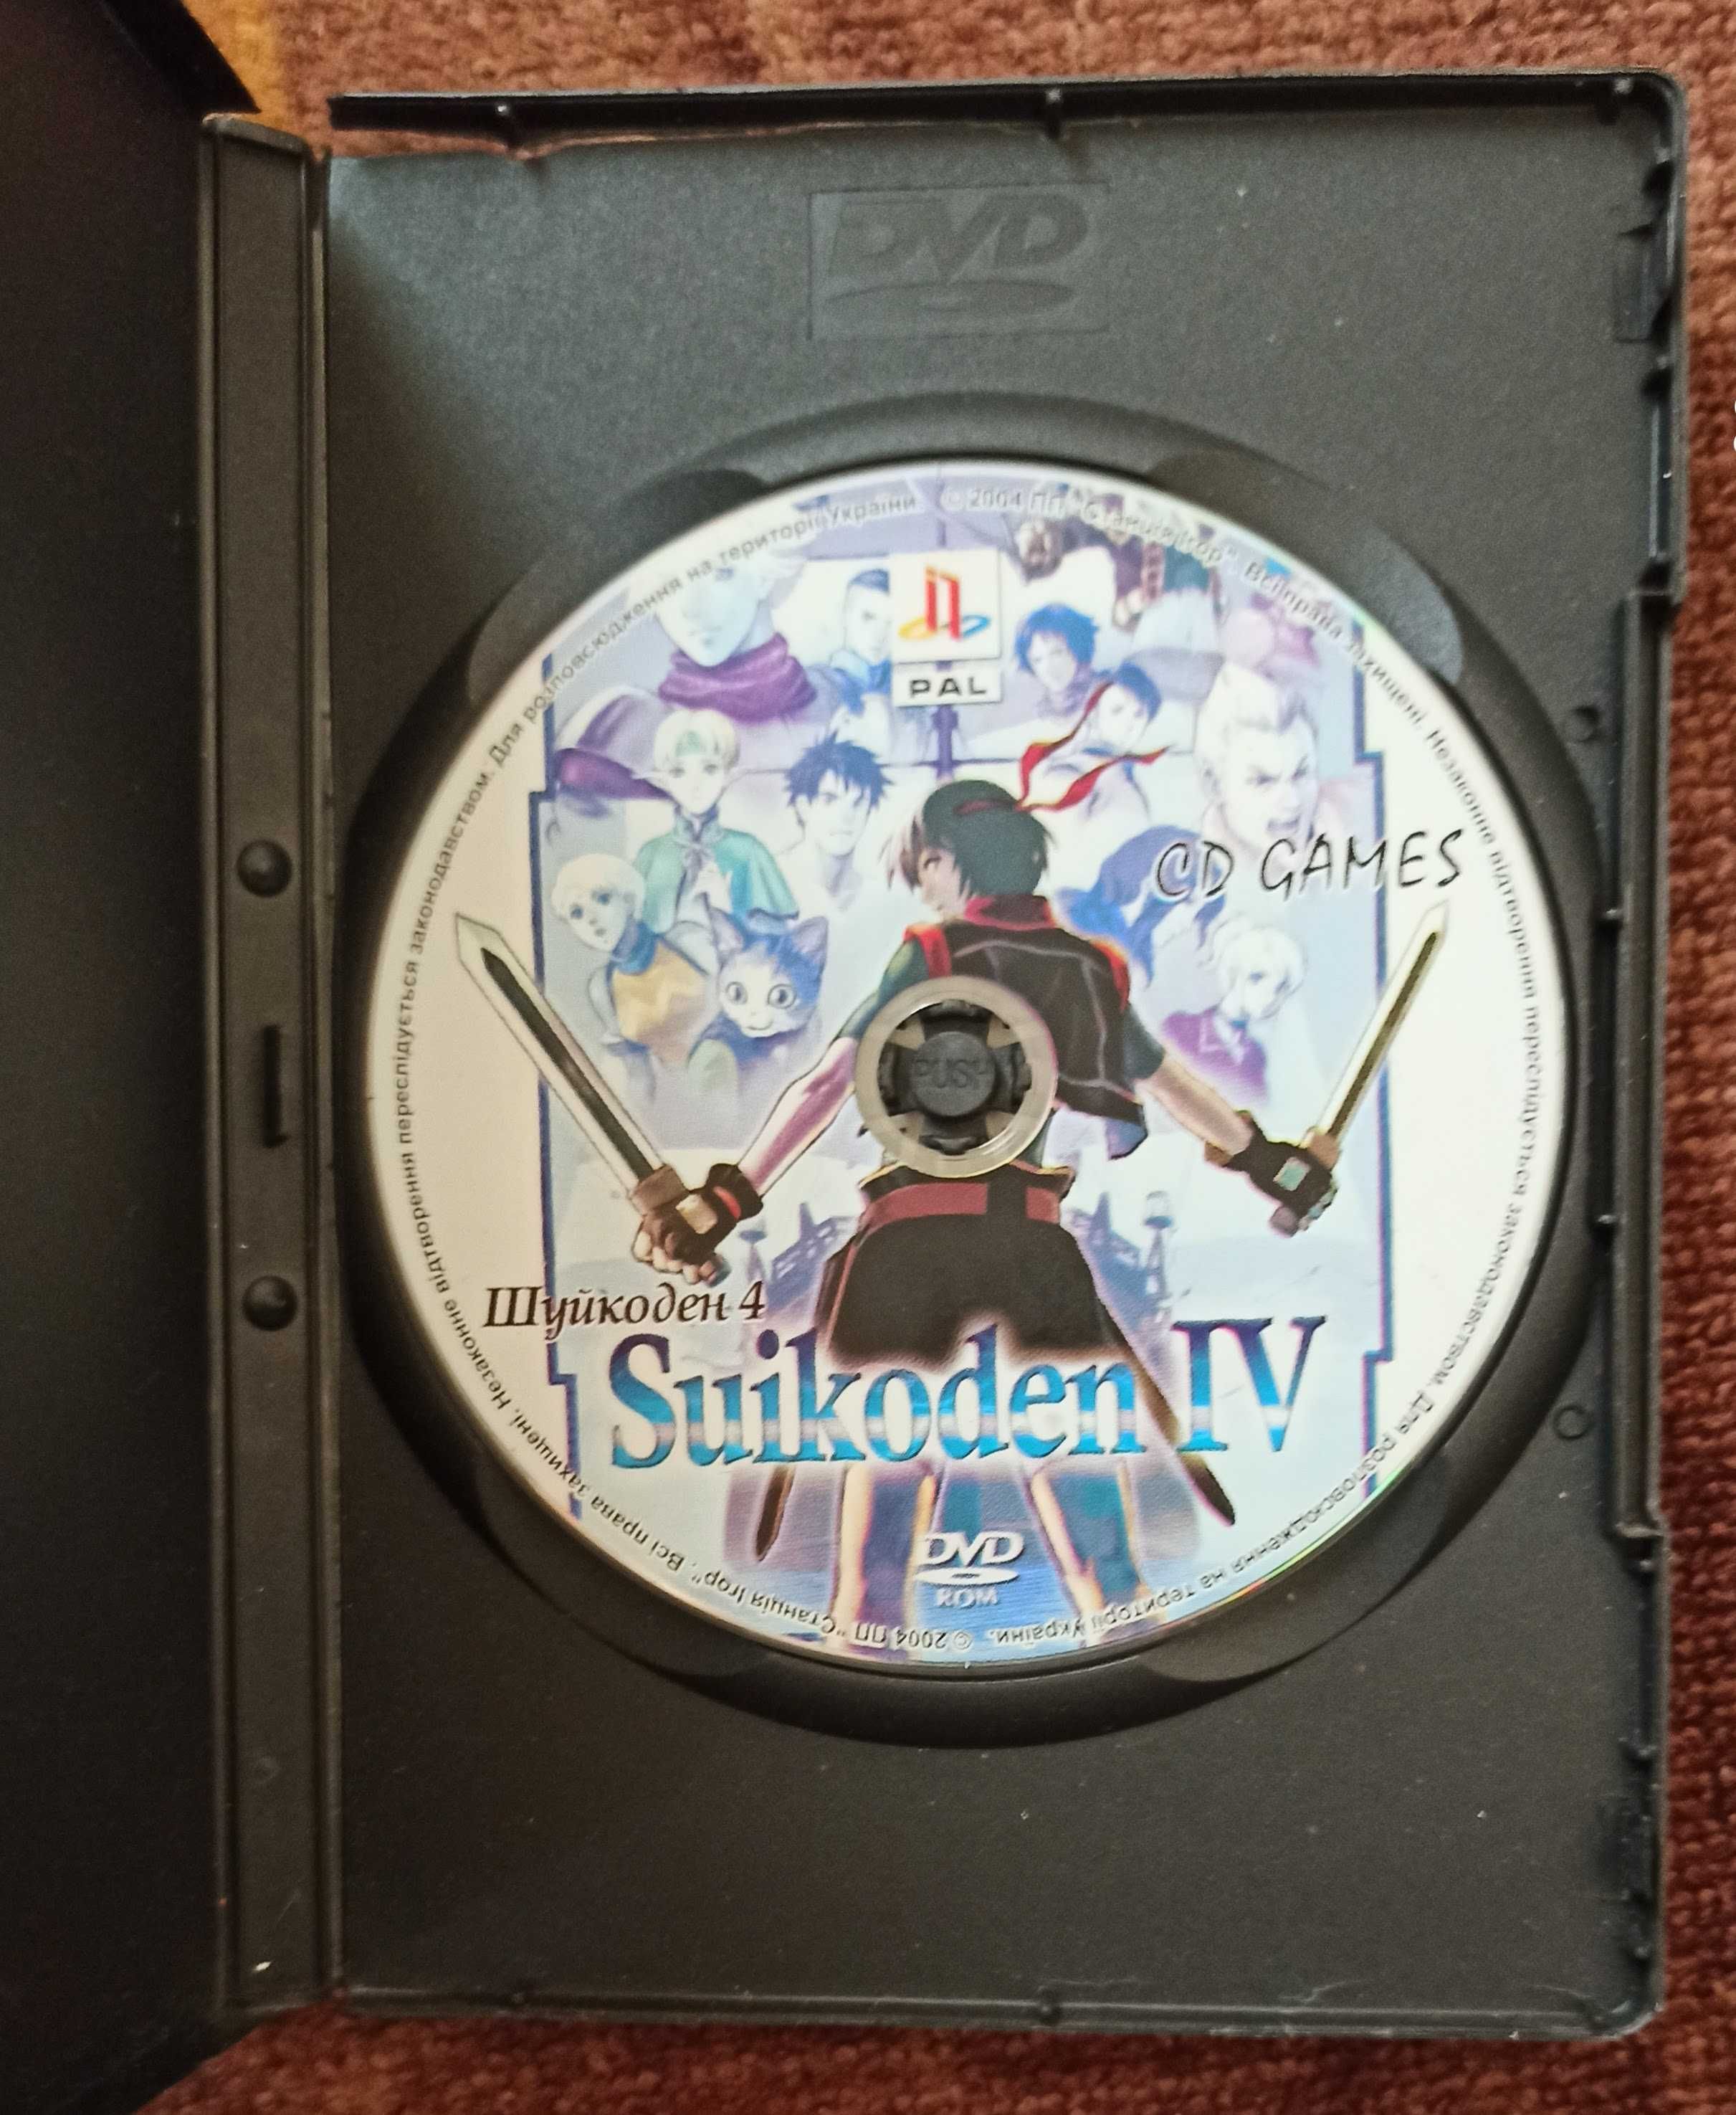 DVD
© 2004 ПП "Станція Ігор". Всі права захищені. Незаконне відтворення переслідується законодавством. Для розповсюдження на території України.
© 2004 ПП "Станція Ігор". Всі права захищені. Незаконне відтворення переслідується законодавством. Для розповсюдження на території України.
PAL
CD GAMES
PUSH
Шуйкоден 4
Suikoden IV
DVD
ROM